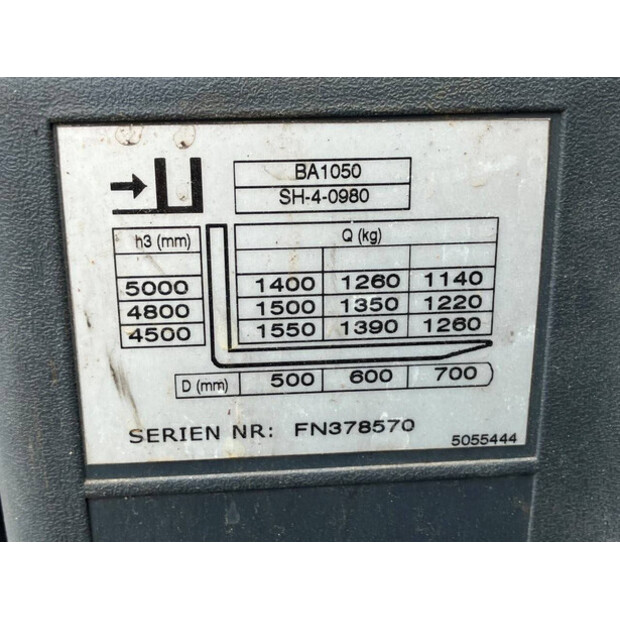 BA1050
SH-4-0980
h3 (mm) Q (kg)
5000 1400 1260 1140
4800 1500 1350 1220
4500 1550 1390 1260
D (mm) 500 600 700
SERIEN NR: FN378570
5055444